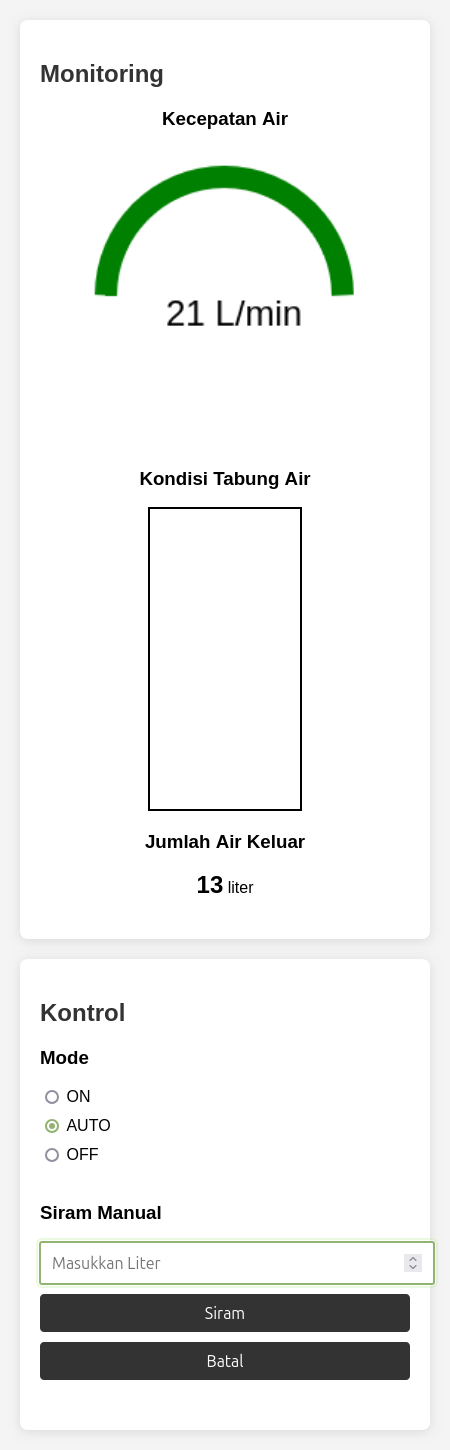 Monitoring
Kecepatan Air
21 L/min
Kondisi Tabung Air
Jumlah Air Keluar
13 liter
Kontrol
Mode
ON
AUTO
OFF
Siram Manual
Masukkan Liter
Siram
Batal